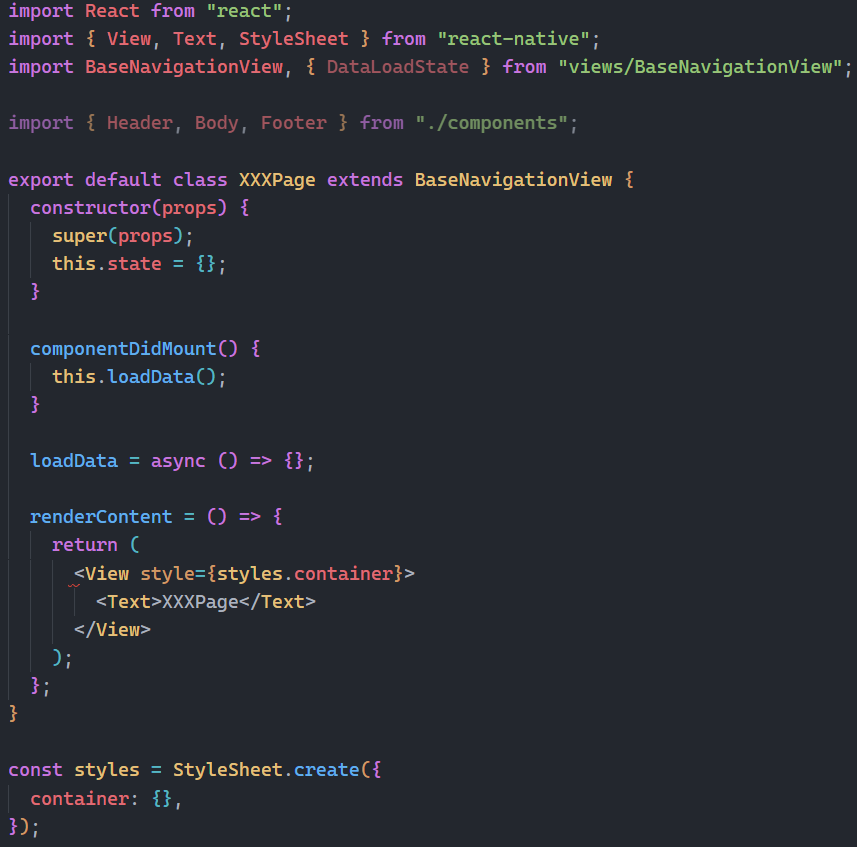 import React from "react";
import { View, Text, StyleSheet } from "react-native";
import BaseNavigationView, { DataLoadState } from "views/BaseNavigationView";

import { Header, Body, Footer } from "./components";

export default class XXXPage extends BaseNavigationView {
  constructor(props) {
    super(props);
    this.state = {};
  }

  componentDidMount() {
    this.loadData();
  }

  loadData = async () => {};

  renderContent = () => {
    return (
      <View style={styles.container}>
        <Text>XXXPage</Text>
      </View>
    );
  };
}

const styles = StyleSheet.create({
  container: {},
});